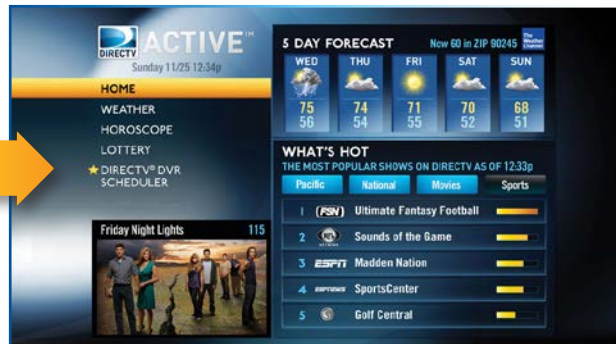 DIRECTV ACTIVE™
Sunday 11/25 12:34p
HOME
WEATHER
HOROSCOPE
LOTTERY
DIRECTV® DVR
SCHEDULER
Friday Night Lights 115
5 DAY FORECAST Now 60 in ZIP 90245 The Weather Channel
WED THU FRI SAT SUN
75 74 71 70 68
56 54 55 52 51
WHAT'S HOT
THE MOST POPULAR SHOWS ON DIRECTV AS OF 12:33p
Pacific National Movies Sports
1 FSN Ultimate Fantasy Football
2 Sounds of the Game
3 ESPN Madden Nation
4 ESPNEWS SportsCenter
5 Golf Central